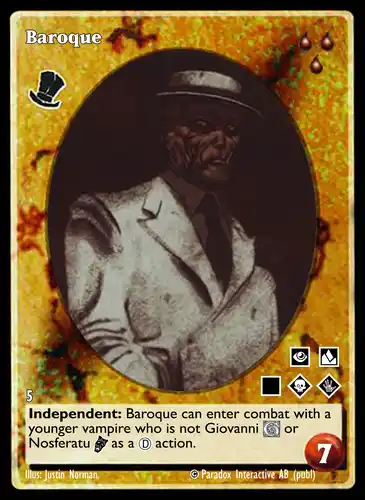 Baroque
5
Independent: Baroque can enter combat with a
younger vampire who is not Giovanni or
Nosferatu as a D action.
7
Illus: Justin Norman
© Paradox Interactive AB (publ)